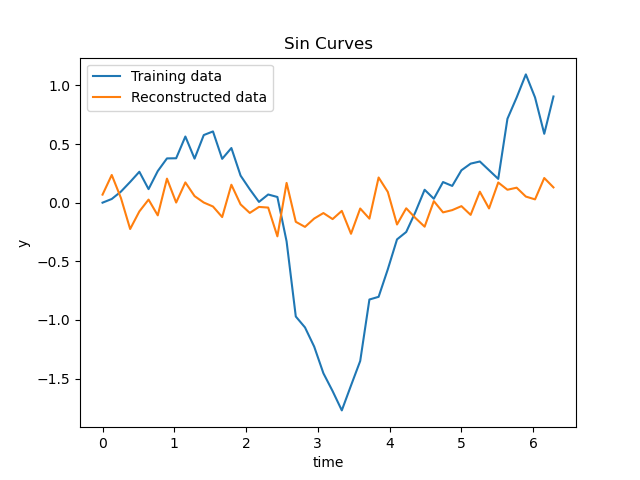 Sin Curves
Training data
Reconstructed data
1.0
0.5
0.0
−0.5
−1.0
−1.5
y
0 1 2 3 4 5 6
time